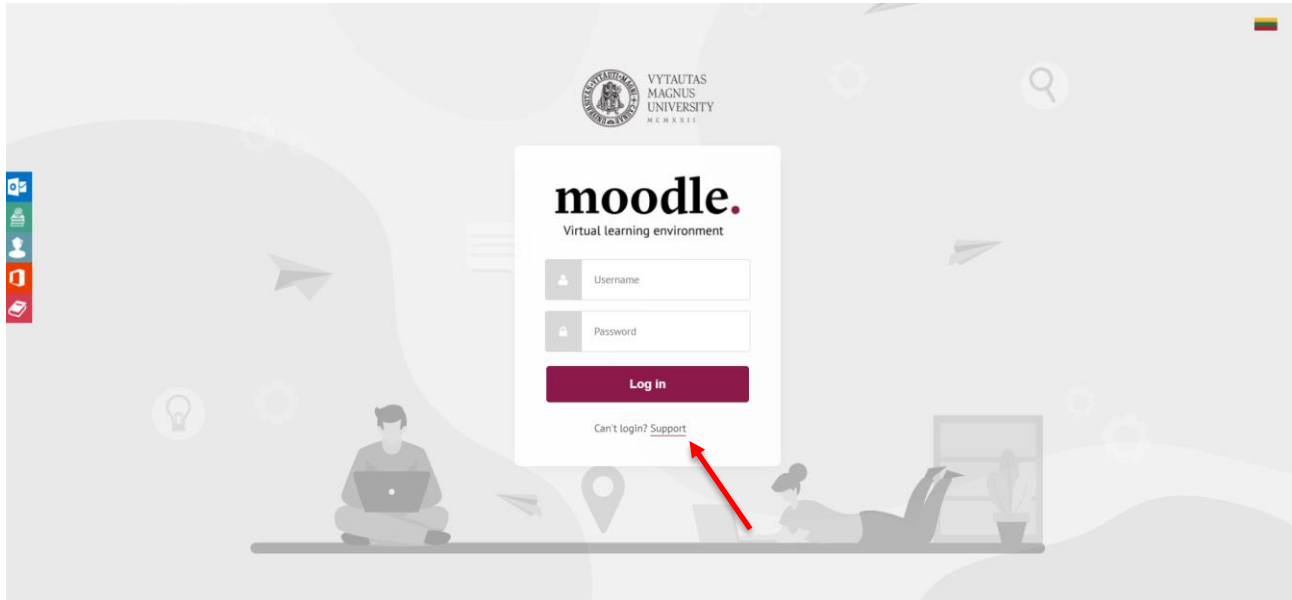 VYTAUTAS
MAGNUS
UNIVERSITY
MCMXXII
moodle.
Virtual learning environment
Username
Password
Log in
Can't login? Support